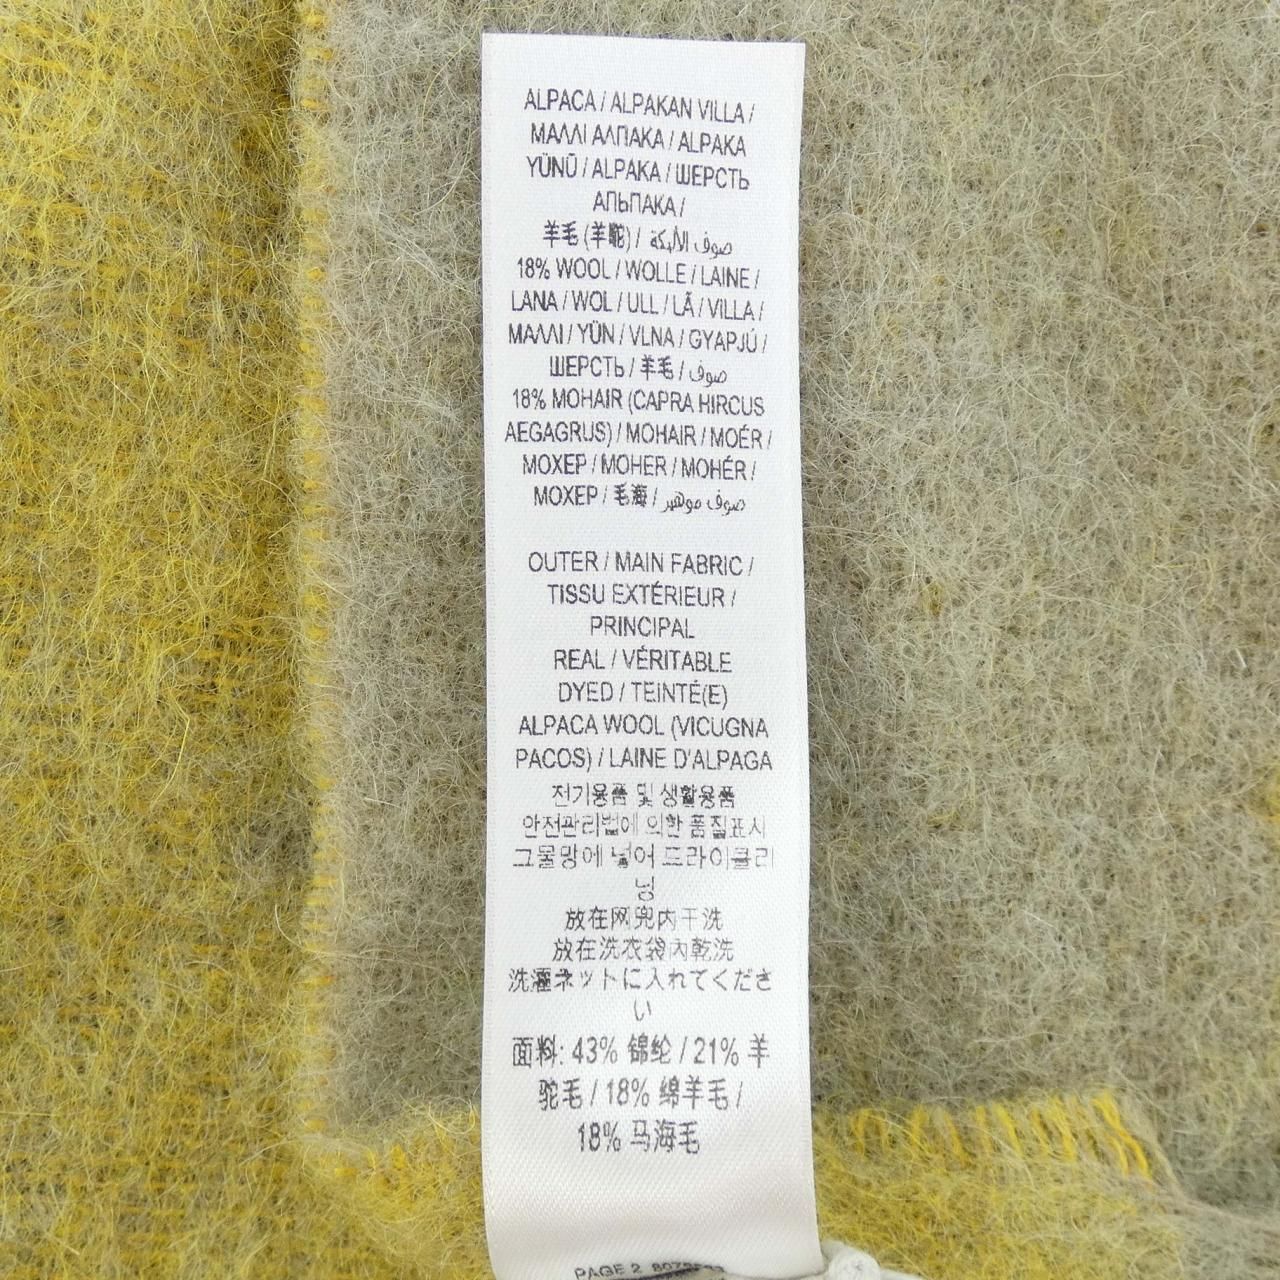 ALPACA / ALPAKAN VILLA /
ΜΑΛΛΙ ΑΛΠΑΚΑ / ALPAKA
YÜNÜ / ALPAKA / ШЕРСТЬ
АЛЬПАКА /
羊毛 (羊駝) / صوف الألبكة
18% WOOL / WOLLE / LAINE /
LANA / WOL / ULL / LÃ / VILLA /
ΜΑΛΛΙ / YÜN / VLNA / GYAPJÚ /
ШЕРСТЬ / 羊毛 / صوف
18% MOHAIR (CAPRA HIRCUS
AEGAGRUS) / MOHAIR / MOÉR /
ΜΟΧΕΡ / MOHER / MOHÉR /
МОХЕР / 毛海 / صوف موهير
OUTER / MAIN FABRIC /
TISSU EXTÉRIEUR /
PRINCIPAL
REAL / VÉRITABLE
DYED / TEINTÉ(E)
ALPACA WOOL (VICUGNA
PACOS) / LAINE D'ALPAGA
전기용품 및 생활용품
안전관리법에 의한 품질표시
그물망에 넣어 드라이클리
닝
放在网兜内干洗
放在洗衣袋內乾洗
洗濯ネットに入れてくださ
い
面料: 43% 锦纶 / 21% 羊
驼毛 / 18% 绵羊毛 /
18% 马海毛
PAGE 2